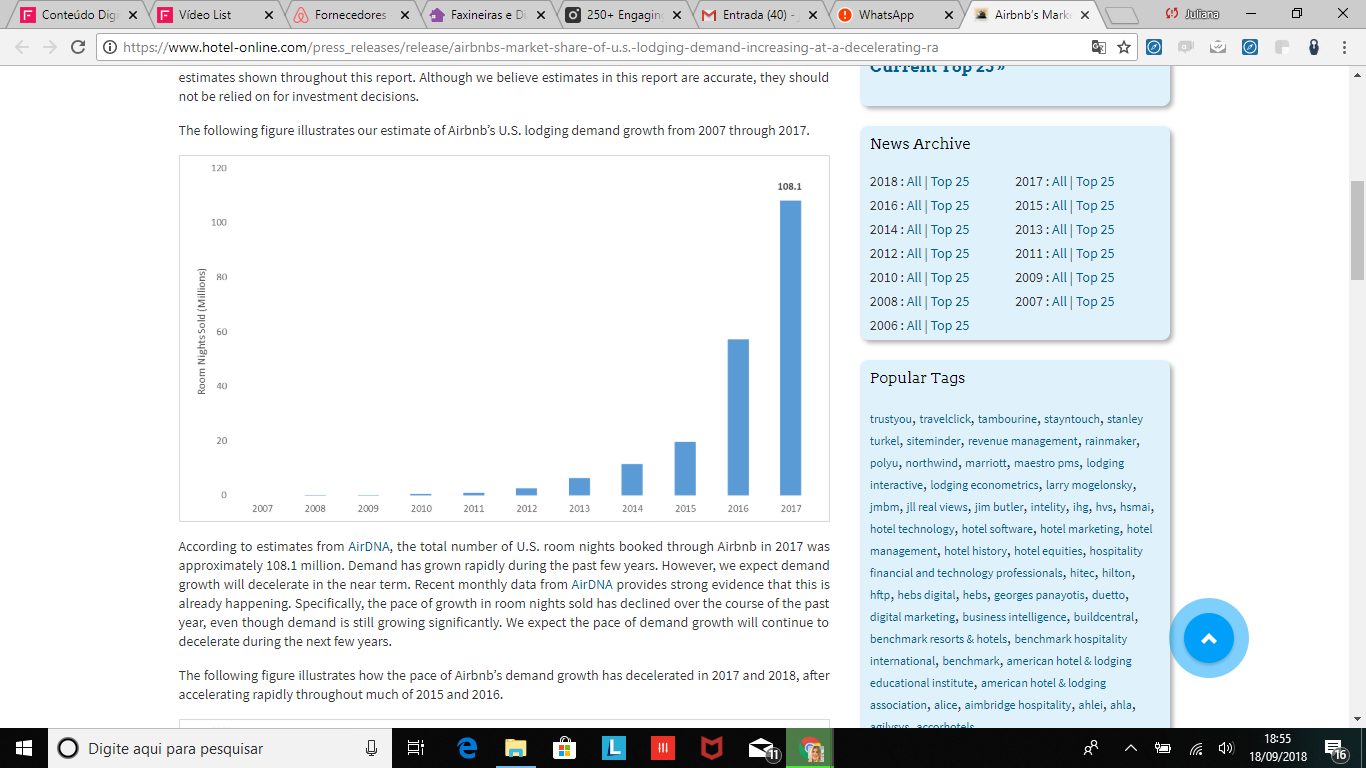 Conteúdo Digi
Vídeo List
Fornecedores
Faxineiras e Di
250+ Engaging
Entrada (40) -
WhatsApp
Airbnb's Mark
Juliana
https://www.hotel-online.com/press_releases/release/airbnbs-market-share-of-u.s.-lodging-demand-increasing-at-a-decelerating-ra
estimates shown throughout this report. Although we believe estimates in this report are accurate, they should
not be relied on for investment decisions.
The following figure illustrates our estimate of Airbnb's U.S. lodging demand growth from 2007 through 2017.
120
100
80
60
40
20
0
Room Nights Sold (Millions)
108.1
2007 2008 2009 2010 2011 2012 2013 2014 2015 2016 2017
According to estimates from AirDNA, the total number of U.S. room nights booked through Airbnb in 2017 was
approximately 108.1 million. Demand has grown rapidly during the past few years. However, we expect demand
growth will decelerate in the near term. Recent monthly data from AirDNA provides strong evidence that this is
already happening. Specifically, the pace of growth in room nights sold has declined over the course of the past
year, even though demand is still growing significantly. We expect the pace of demand growth will continue to
decelerate during the next few years.
The following figure illustrates how the pace of Airbnb's demand growth has decelerated in 2017 and 2018, after
accelerating rapidly throughout much of 2015 and 2016.
Current Top 25 »
News Archive
2018 : All | Top 25 2017 : All | Top 25
2016 : All | Top 25 2015 : All | Top 25
2014 : All | Top 25 2013 : All | Top 25
2012 : All | Top 25 2011 : All | Top 25
2010 : All | Top 25 2009 : All | Top 25
2008 : All | Top 25 2007 : All | Top 25
2006 : All | Top 25
Popular Tags
trustyou, travelclick, tambourine, stayntouch, stanley
turkel, siteminder, revenue management, rainmaker,
polyu, northwind, marriott, maestro pms, lodging
interactive, lodging econometrics, larry mogelonsky,
jmbm, jll real views, jim butler, intelity, ihg, hvs, hsmai,
hotel technology, hotel software, hotel marketing, hotel
management, hotel history, hotel equities, hospitality
financial and technology professionals, hitec, hilton,
hftp, hebs digital, hebs, georges panayotis, duetto,
digital marketing, business intelligence, buildcentral,
benchmark resorts & hotels, benchmark hospitality
international, benchmark, american hotel & lodging
educational institute, american hotel & lodging
association, alice, aimbridge hospitality, ahlei, ahla,
agilysys, accorhotels
Digite aqui para pesquisar
11
18:55
18/09/2018
16